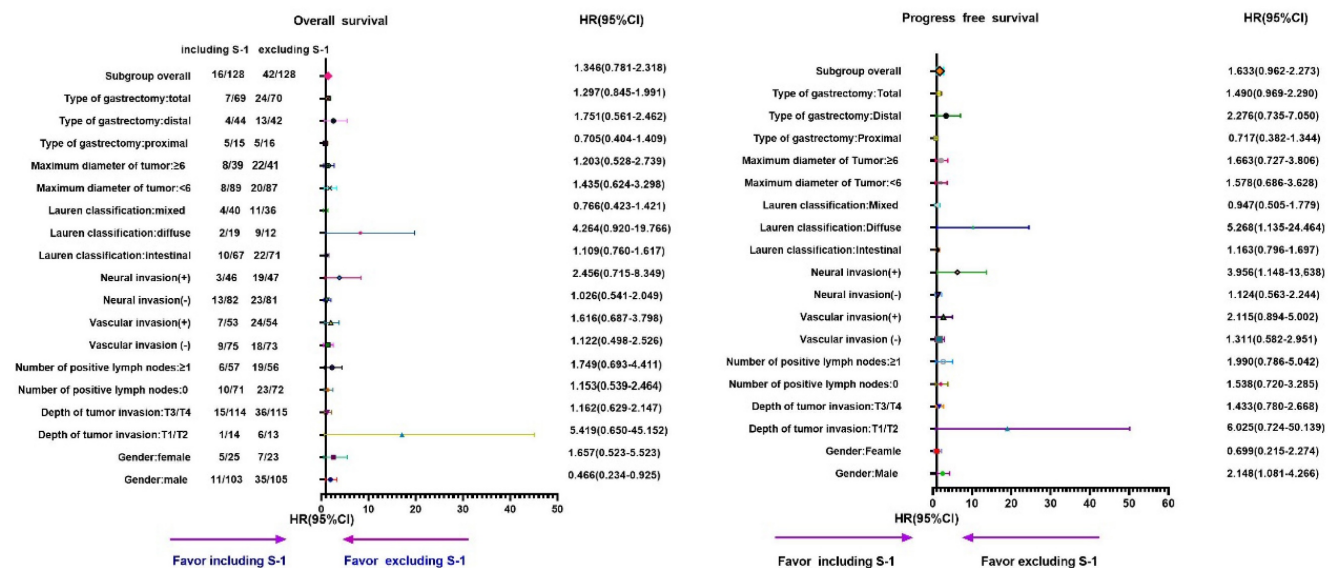 Overall survival HR(95%CI)
including S-1 excluding S-1
Subgroup overall 16/128 42/128 1.346(0.781-2.318)
Type of gastrectomy:total 7/69 24/70 1.297(0.845-1.991)
Type of gastrectomy:distal 4/44 13/42 1.751(0.561-2.462)
Type of gastrectomy:proximal 5/15 5/16 0.705(0.404-1.409)
Maximum diameter of tumor:≥6 8/39 22/41 1.203(0.528-2.739)
Maximum diameter of tumor:<6 8/89 20/87 1.435(0.624-3.298)
Lauren classification:mixed 4/40 11/36 0.766(0.423-1.421)
Lauren classification:diffuse 2/19 9/12 4.264(0.920-19.766)
Lauren classification:intestinal 10/67 22/71 1.109(0.760-1.617)
Neural invasion(+) 3/46 19/47 2.456(0.715-8.349)
Neural invasion(-) 13/82 23/81 1.026(0.541-2.049)
Vascular invasion(+) 7/53 24/54 1.616(0.687-3.798)
Vascular invasion (-) 9/75 18/73 1.122(0.498-2.526)
Number of positive lymph nodes:≥1 6/57 19/56 1.749(0.693-4.411)
Number of positive lymph nodes:0 10/71 23/72 1.153(0.539-2.464)
Depth of tumor invasion:T3/T4 15/114 36/115 1.162(0.629-2.147)
Depth of tumor invasion:T1/T2 1/14 6/13 5.419(0.650-45.152)
Gender:female 5/25 7/23 1.657(0.523-5.523)
Gender:male 11/103 35/105 0.466(0.234-0.925)
0 10 20 30 40 50
HR(95%CI)
Favor including S-1 Favor excluding S-1
Progress free survival HR(95%CI)
Subgroup overall 1.633(0.962-2.273)
Type of gastrectomy:Total 1.490(0.969-2.290)
Type of gastrectomy:Distal 2.276(0.735-7.050)
Type of gastrectomy:Proximal 0.717(0.382-1.344)
Maximum diameter of Tumor:≥6 1.663(0.727-3.806)
Maximum diameter of Tumor:<6 1.578(0.686-3.628)
Lauren classification:Mixed 0.947(0.505-1.779)
Lauren classification:Diffuse 5.268(1.135-24.464)
Lauren classification:Intestinal 1.163(0.796-1.697)
Neural invasion(+) 3.956(1.148-13,638)
Neural invasion(-) 1.124(0.563-2.244)
Vascular invasion(+) 2.115(0.894-5.002)
Vascular invasion (-) 1.311(0.582-2.951)
Number of positive lymph nodes:≥1 1.990(0.786-5.042)
Number of positive lymph nodes:0 1.538(0.720-3.285)
Depth of tumor invasion:T3/T4 1.433(0.780-2.668)
Depth of tumor invasion:T1/T2 6.025(0.724-50.139)
Gender:Feamle 0.699(0.215-2.274)
Gender:Male 2.148(1.081-4.266)
0 10 20 30 40 50 60
HR(95%CI)
Favor including S-1 Favor excluding S-1